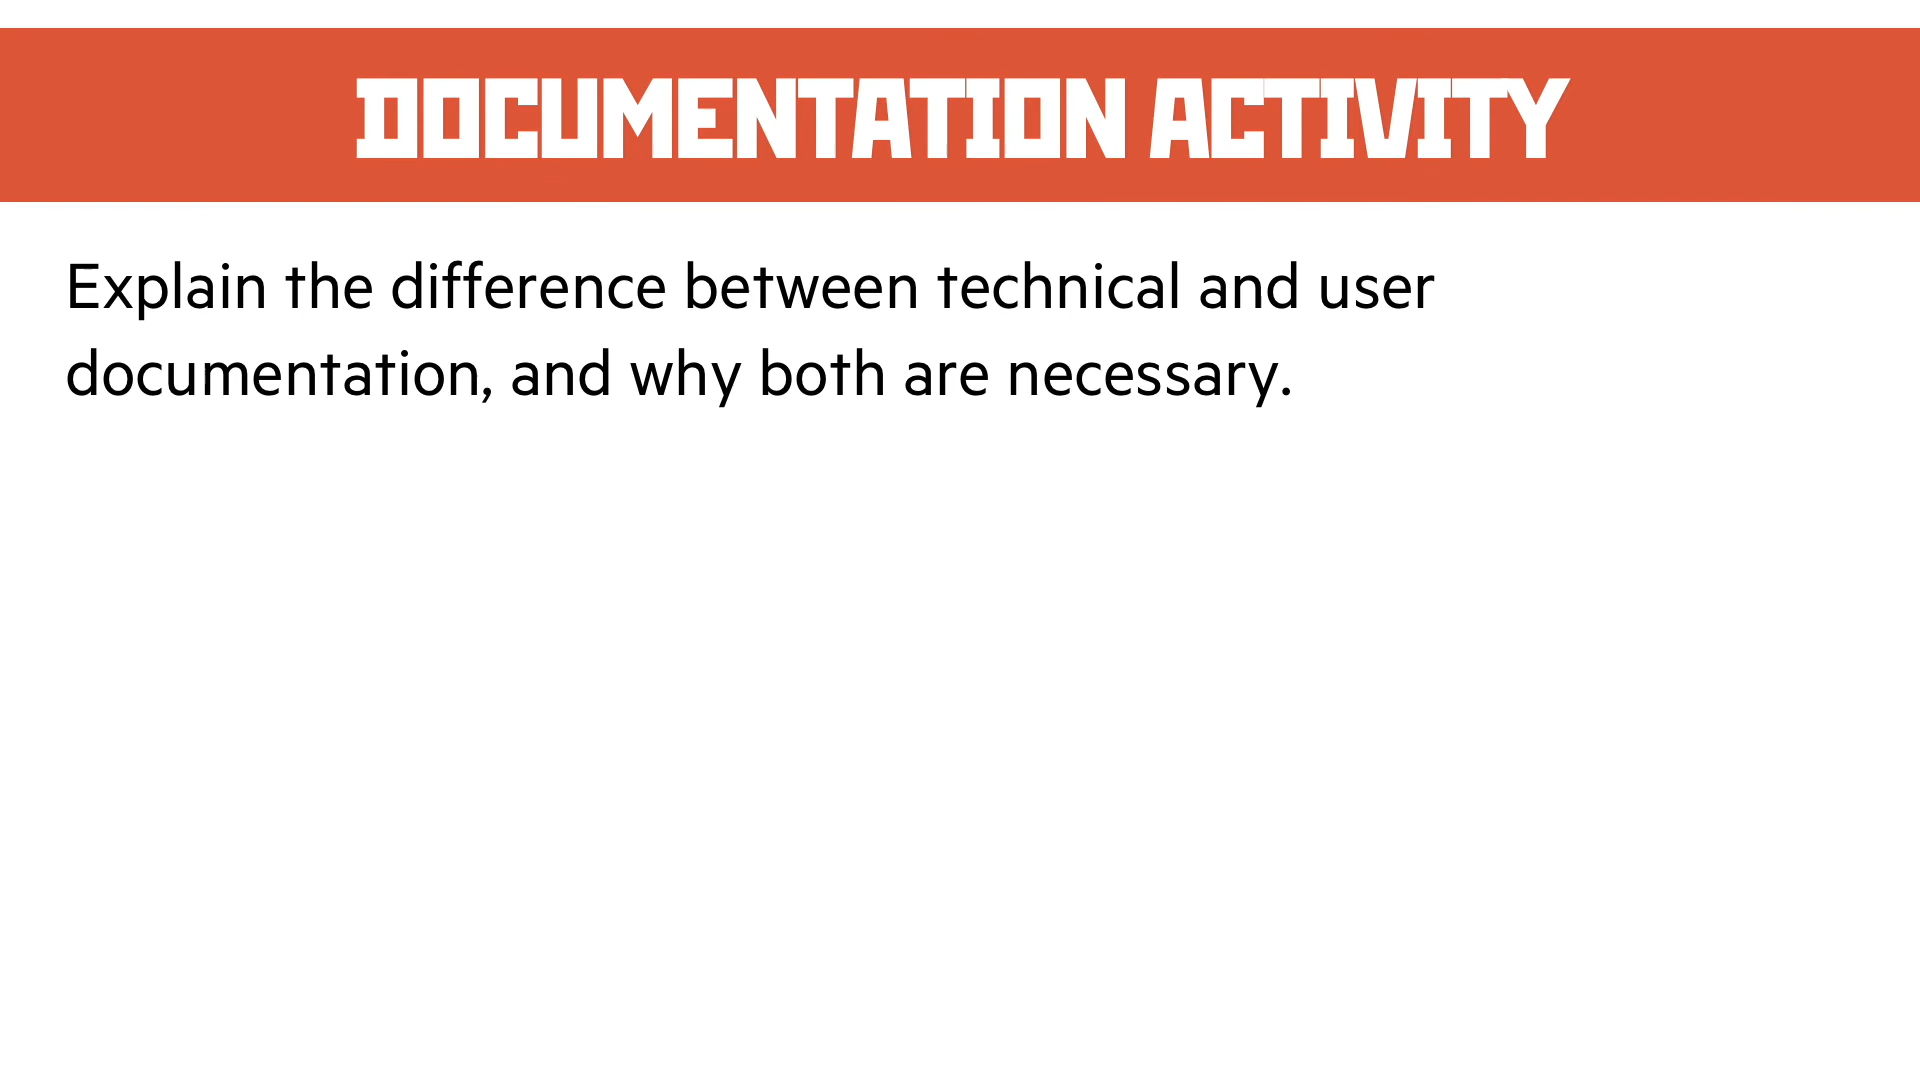 DOCUMENTATION ACTIVITY
Explain the difference between technical and user
documentation, and why both are necessary.